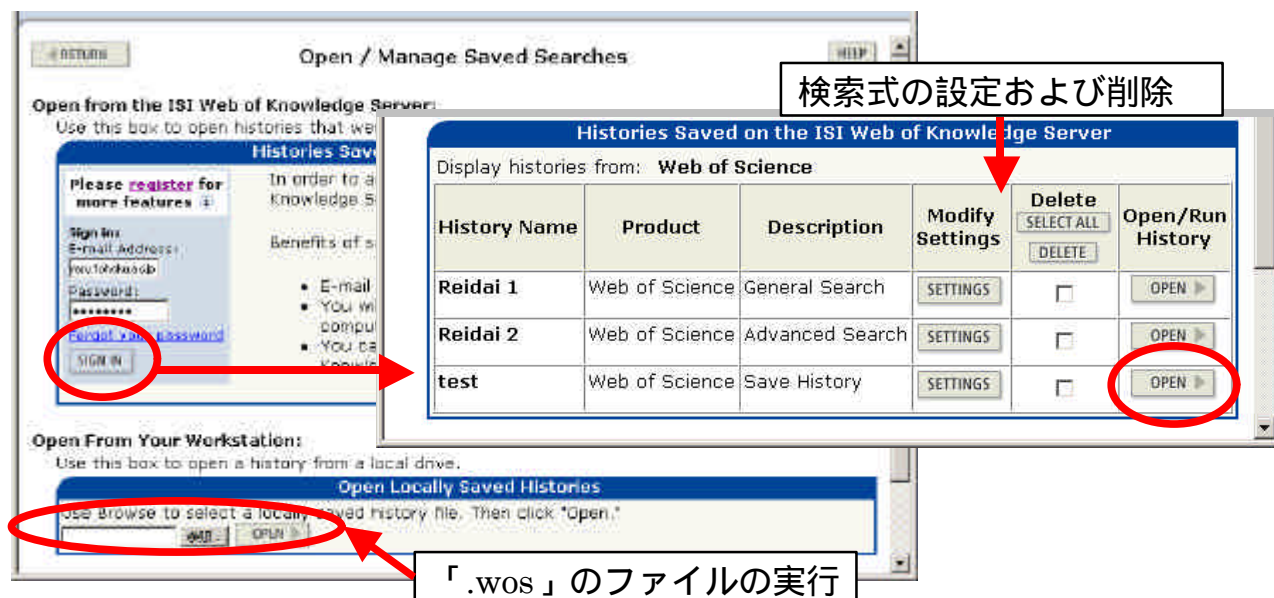 RETURN
Open / Manage Saved Searches
HELP
検索式の設定および削除
Open from the ISI Web of Knowledge Server:
Use this box to open histories that we
Histories Save
Please register for
more features
Sign in:
E-mail Address:
Password:
Forgot your password
SIGN IN
In order to a
Knowledge S
Benefits of s
E-mail
You wi
compu
You ca
Knowle
Histories Saved on the ISI Web of Knowledge Server
Display histories from: Web of Science
History Name Product Description Modify Settings Delete SELECT ALL DELETE Open/Run History
Reidai 1 Web of Science General Search SETTINGS OPEN
Reidai 2 Web of Science Advanced Search SETTINGS OPEN
test Web of Science Save History SETTINGS OPEN
Open From Your Workstation:
Use this box to open a history from a local drive.
Open Locally Saved Histories
Use Browse to select a locally saved history file. Then click "Open."
OPEN
「.wos」のファイルの実行